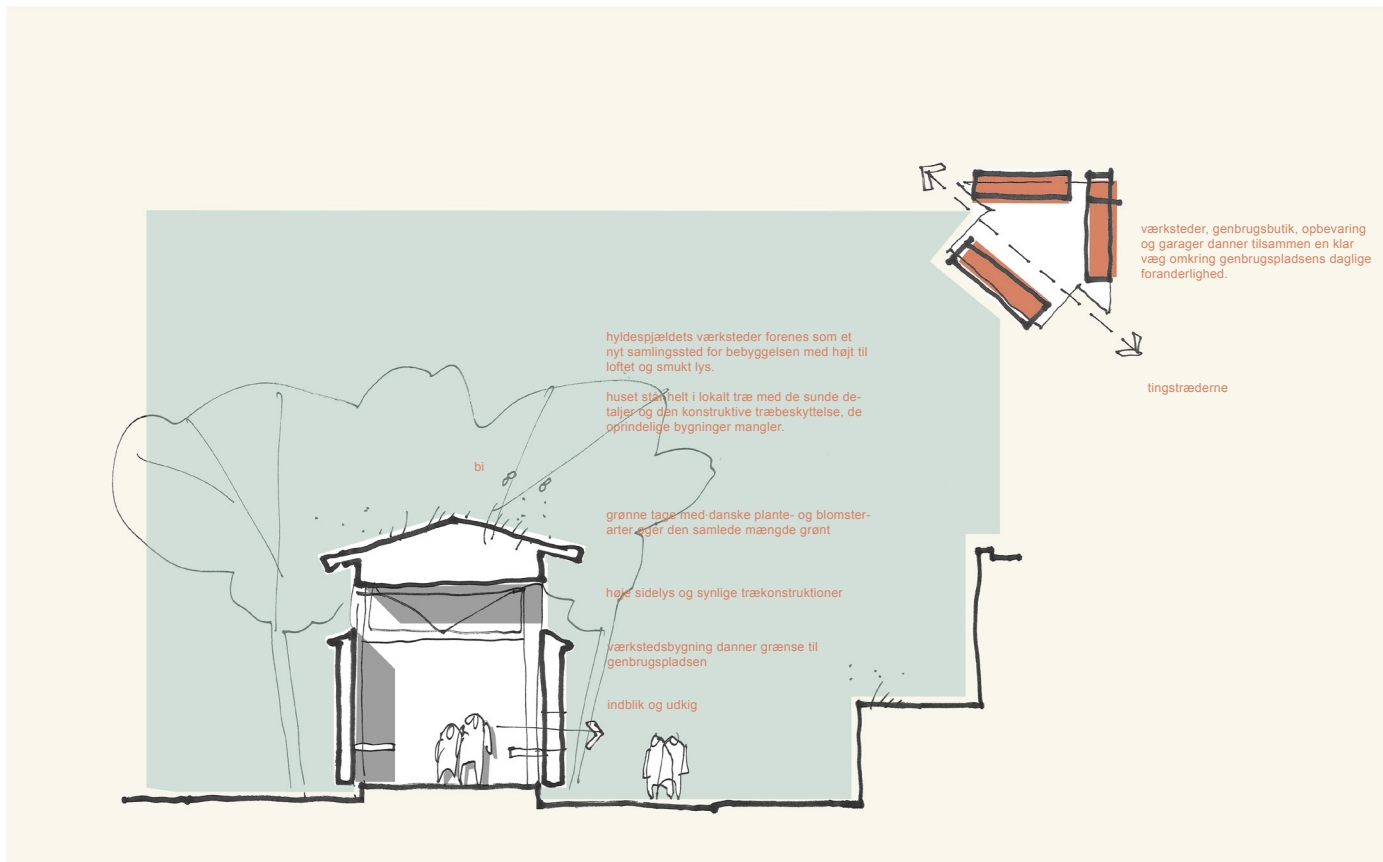 værksteder, genbrugsbutik, opbevaring
og garager danner tilsammen en klar
væg omkring genbrugspladsens daglige
foranderlighed.
hyldespjældets værksteder forenes som et
nyt samlingssted for bebyggelsen med højt til
loftet og smukt lys.
tingstræderne
huset står helt i lokalt træ med de sunde de-
taljer og den konstruktive træbeskyttelse, de
oprindelige bygninger mangler.
bi
grønne tage med danske plante- og blomster-
arter øger den samlede mængde grønt
høje sidelys og synlige trækonstruktioner
værkstedsbygning danner grænse til
genbrugspladsen
indblik og udkig